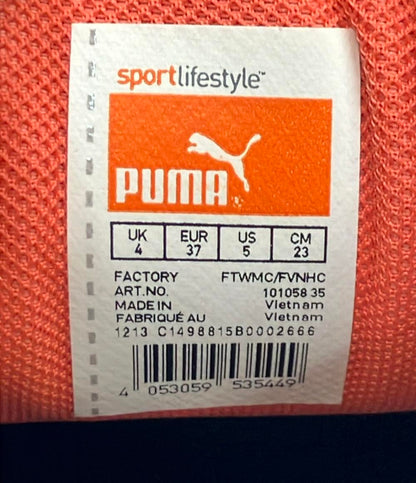 sportlifestyle™
PUMA®
UK EUR US CM
4 37 5 23
FACTORY FTWMC/FVNHC
ART.NO. 101058 35
MADE IN Vietnam
FABRIQUÉ AU Vietnam
1213 C1498815B0002666
4 053059 535449